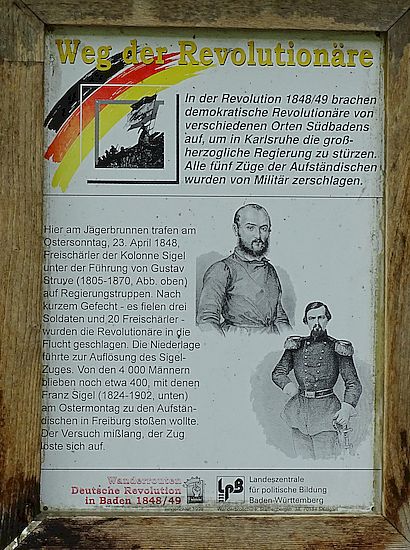 Weg der Revolutionäre
In der Revolution 1848/49 brachen
demokratische Revolutionäre von
verschiedenen Orten Südbadens
auf, um in Karlsruhe die groß-
herzogliche Regierung zu stürzen.
Alle fünf Züge der Aufständischen
wurden von Militär zerschlagen.
Hier am Jägerbrunnen trafen am
Ostersonntag, 23. April 1848,
Freischärler der Kolonne Sigel
unter der Führung von Gustav
Struve (1805-1870, Abb. oben)
auf Regierungstruppen. Nach
kurzem Gefecht - es fielen drei
Soldaten und 20 Freischärler -
wurden die Revolutionäre in die
Flucht geschlagen. Die Niederlage
führte zur Auflösung des Sigel-
Zuges. Von den 4 000 Männern
blieben noch etwa 400, mit denen
Franz Sigel (1824-1902, unten)
am Ostermontag zu den Aufstän-
dischen in Freiburg stoßen wollte.
Der Versuch mißlang, der Zug
löste sich auf.
Wanderrouten
Deutsche Revolution
in Baden 1848/49
LpB
Landeszentrale
für politische Bildung
Baden-Württemberg